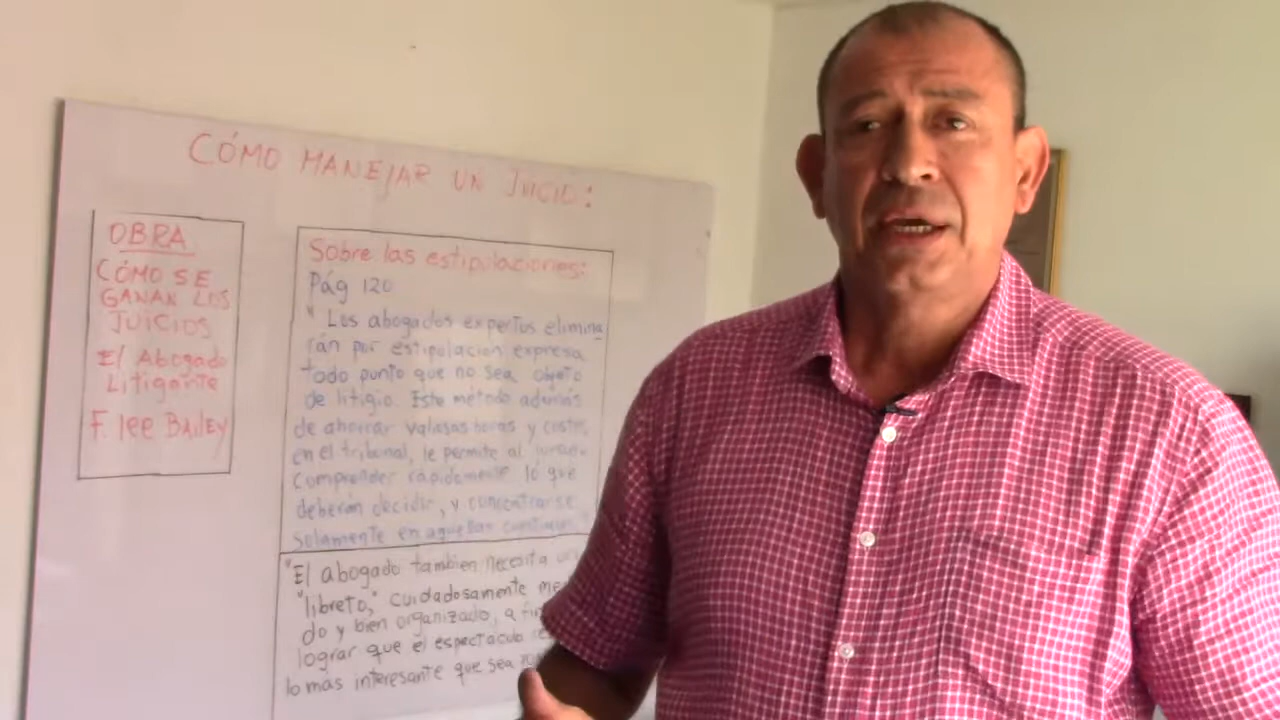 CÓMO MANEJAR UN JUICIO:
OBRA
CÓMO SE
GANAN LOS
JUICIOS
El Abogado
Litigante
F. lee BAILEY
Sobre las estipulaciones:
Pág 120
" Los abogados expertos elimina
rán por estipulación expresa
todo punto que no sea objeto
de litigio. Este método además
de ahorrar valiosas horas y costos
en el tribunal, le permite al jurado
comprender rápidamente lo que
deberán decidir, y concentrarse
solamente en aquellas
"El abogado tambien necesita
"libreto," cuidadosamente
do y bien organizado, a
lograr que el espectáculo
lo más interesante que sea